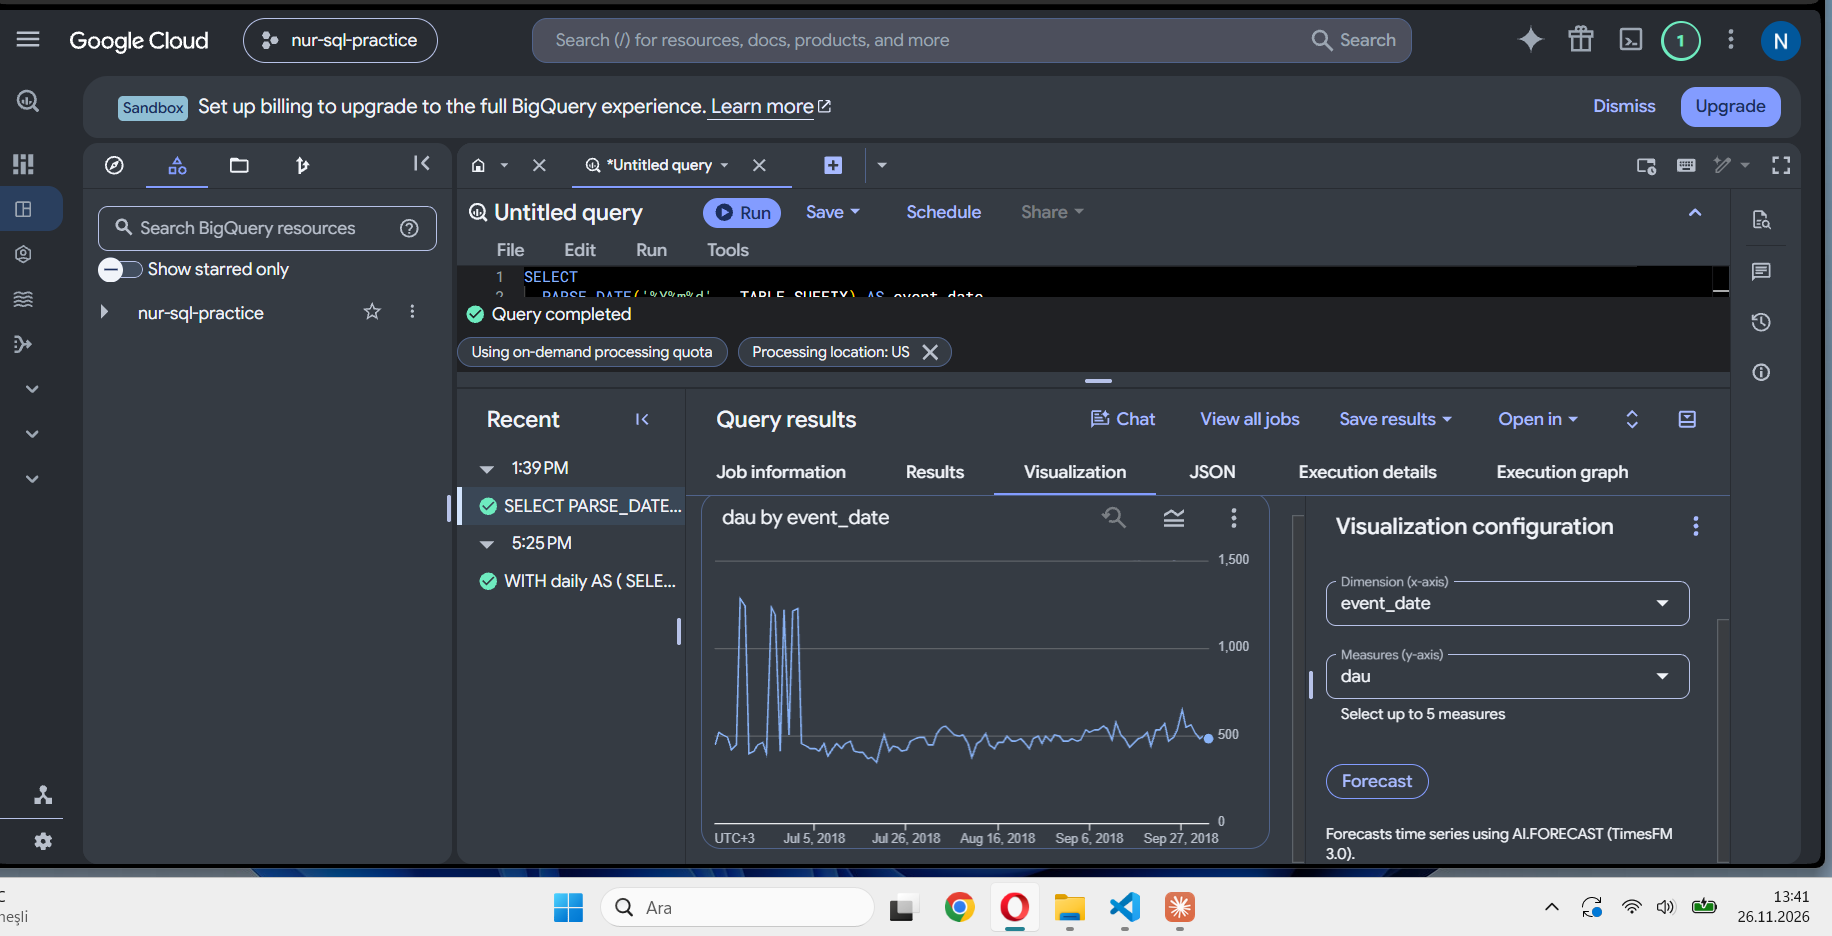 Google Cloud
nur-sql-practice
Search (/) for resources, docs, products, and more
Search
1
N
Sandbox
Set up billing to upgrade to the full BigQuery experience. Learn more
Dismiss
Upgrade
*Untitled query
Search BigQuery resources
Show starred only
nur-sql-practice
Untitled query
Run
Save
Schedule
Share
File
Edit
Run
Tools
1 SELECT
2 PARSE_DATE('%Y%m%d', _TABLE_SUFFIX) AS event_date
Query completed
Using on-demand processing quota
Processing location: US
Recent
1:39 PM
SELECT PARSE_DATE...
5:25 PM
WITH daily AS ( SELE...
Query results
Chat
View all jobs
Save results
Open in
Job information
Results
Visualization
JSON
Execution details
Execution graph
dau by event_date
1,500
1,000
500
0
UTC+3
Jul 5, 2018
Jul 26, 2018
Aug 16, 2018
Sep 6, 2018
Sep 27, 2018
Visualization configuration
Dimension (x-axis)
event_date
Measures (y-axis)
dau
Select up to 5 measures
Forecast
Forecasts time series using AI.FORECAST (TimesFM
3.0).
C
neşli
Ara
13:41
26.11.2026